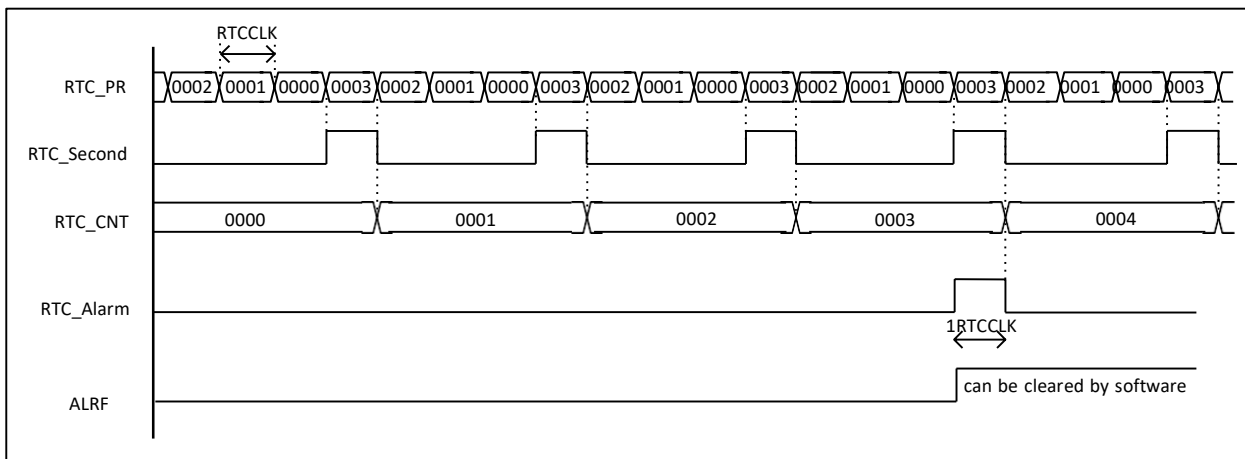 RTCCLK
RTC_PR 0002 0001 0000 0003 0002 0001 0000 0003 0002 0001 0000 0003 0002 0001 0000 0003 0002 0001 0000 0003
RTC_Second
RTC_CNT 0000 0001 0002 0003 0004
RTC_Alarm
1RTCCLK
can be cleared by software
ALRF